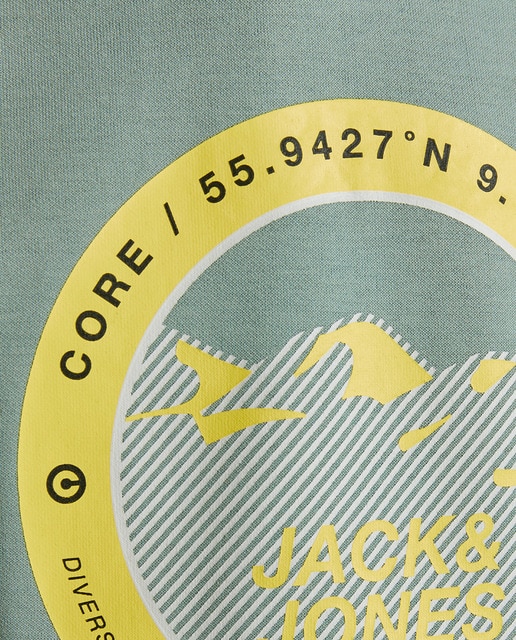 CORE / 55.9427°N 9.
©
DIVERS
JACK&
JONES